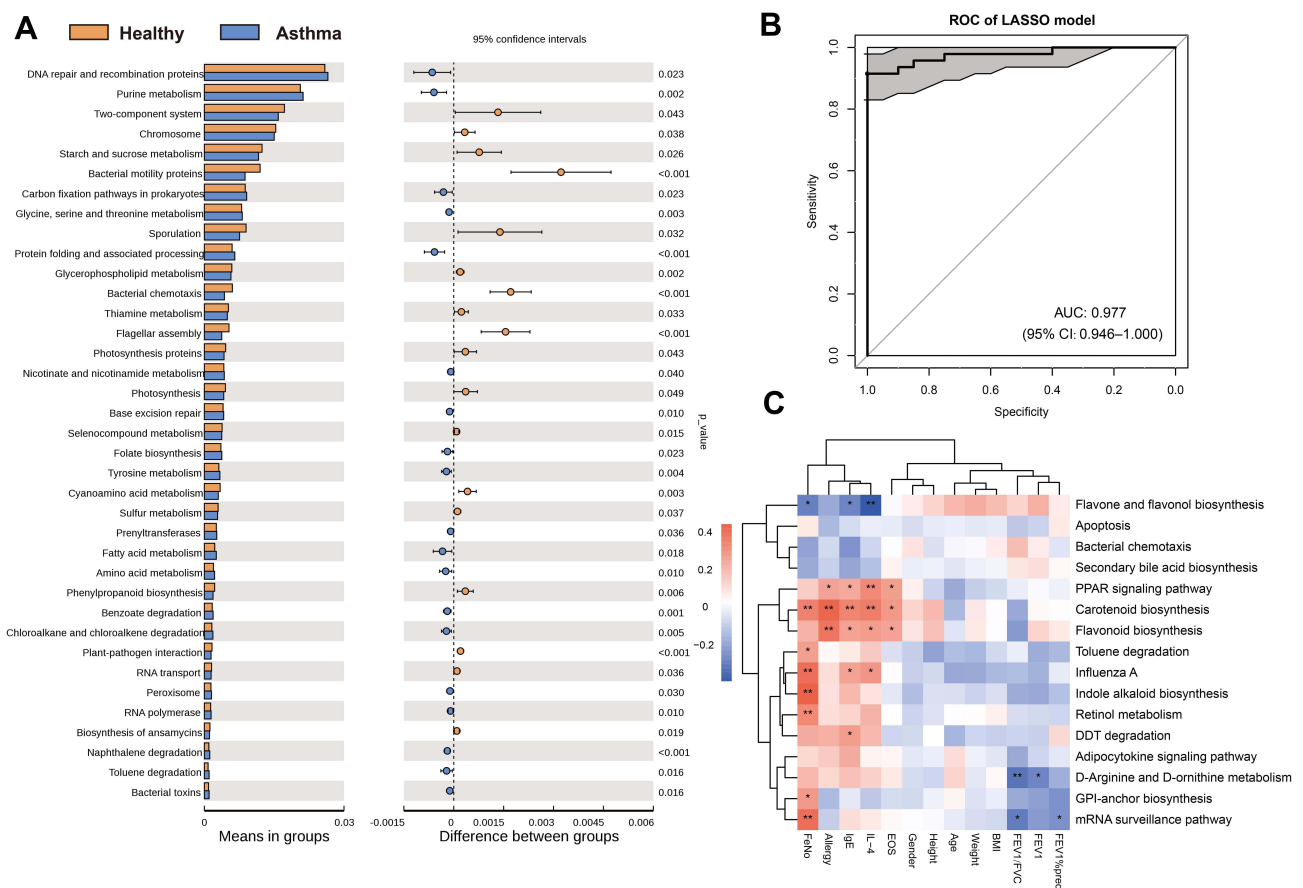 A
Healthy
Asthma
95% confidence intervals
DNA repair and recombination proteins 0.023
Purine metabolism 0.002
Two-component system 0.043
Chromosome 0.038
Starch and sucrose metabolism 0.026
Bacterial motility proteins <0.001
Carbon fixation pathways in prokaryotes 0.023
Glycine, serine and threonine metabolism 0.003
Sporulation 0.032
Protein folding and associated processing <0.001
Glycerophospholipid metabolism 0.002
Bacterial chemotaxis <0.001
Thiamine metabolism 0.033
Flagellar assembly <0.001
Photosynthesis proteins 0.043
Nicotinate and nicotinamide metabolism 0.040
Photosynthesis 0.049
Base excision repair 0.010
Selenocompound metabolism 0.015
Folate biosynthesis 0.023
Tyrosine metabolism 0.004
Cyanoamino acid metabolism 0.003
Sulfur metabolism 0.037
Prenyltransferases 0.036
Fatty acid metabolism 0.018
Amino acid metabolism 0.010
Phenylpropanoid biosynthesis 0.006
Benzoate degradation 0.001
Chloroalkane and chloroalkene degradation 0.005
Plant-pathogen interaction <0.001
RNA transport 0.036
Peroxisome 0.030
RNA polymerase 0.010
Biosynthesis of ansamycins 0.019
Naphthalene degradation <0.001
Toluene degradation 0.016
Bacterial toxins 0.016
p_value
0 0.03
Means in groups
-0.0015 0 0.0015 0.003 0.0045 0.006
Difference between groups
B
ROC of LASSO model
Sensitivity
1.0
0.8
0.6
0.4
0.2
0.0
AUC: 0.977
(95% CI: 0.946–1.000)
1.0 0.8 0.6 0.4 0.2 0.0
Specificity
C
0.4
0.2
0
−0.2
* * ** Flavone and flavonol biosynthesis
Apoptosis
Bacterial chemotaxis
Secondary bile acid biosynthesis
* * ** * PPAR signaling pathway
** ** ** ** * Carotenoid biosynthesis
** * * * Flavonoid biosynthesis
* Toluene degradation
** * * Influenza A
** Indole alkaloid biosynthesis
** Retinol metabolism
* DDT degradation
Adipocytokine signaling pathway
** * D-Arginine and D-ornithine metabolism
* GPI-anchor biosynthesis
** * * mRNA surveillance pathway
FeNo
Allergy
IgE
IL−4
EOS
Gender
Height
Age
Weight
BMI
FEV1/FVC
FEV1
FEV1%pred